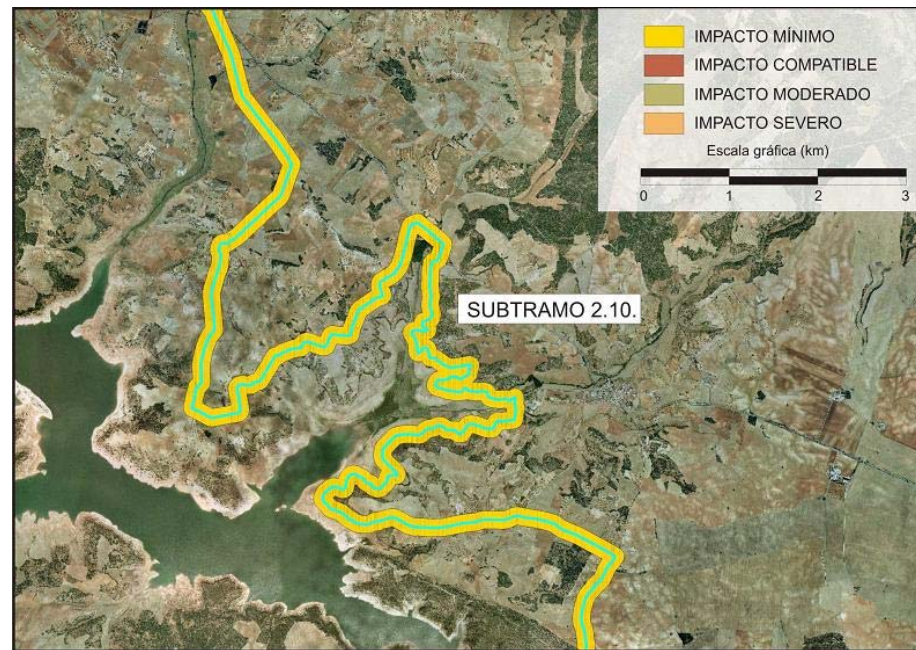 IMPACTO MÍNIMO
IMPACTO COMPATIBLE
IMPACTO MODERADO
IMPACTO SEVERO
Escala gráfica (km)
0 1 2 3
SUBTRAMO 2.10.